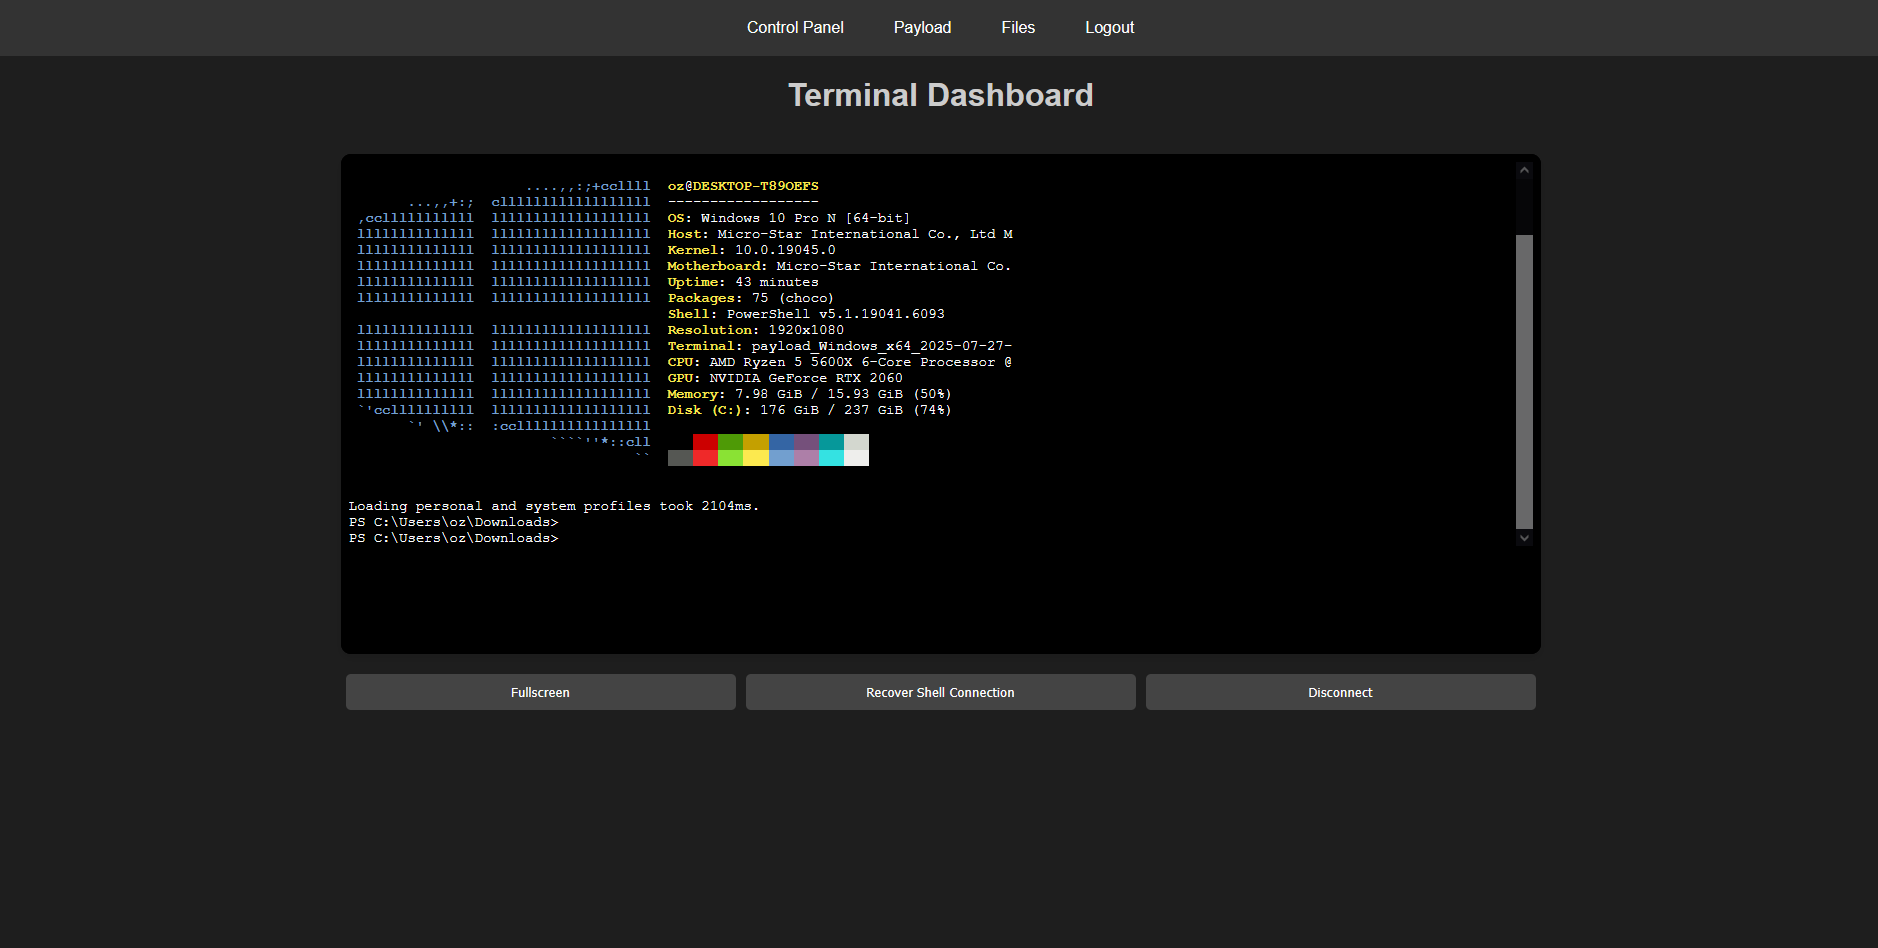 Control Panel Payload Files Logout
Terminal Dashboard
....,,:;+ccllll oz@DESKTOP-T89OEFS
...,,+:; cllllllllllllllllll ------------------
,cclllllllllll lllllllllllllllllll OS: Windows 10 Pro N [64-bit]
llllllllllllll lllllllllllllllllll Host: Micro-Star International Co., Ltd M
llllllllllllll lllllllllllllllllll Kernel: 10.0.19045.0
llllllllllllll lllllllllllllllllll Motherboard: Micro-Star International Co.
llllllllllllll lllllllllllllllllll Uptime: 43 minutes
llllllllllllll lllllllllllllllllll Packages: 75 (choco)
Shell: PowerShell v5.1.19041.6093
llllllllllllll lllllllllllllllllll Resolution: 1920x1080
llllllllllllll lllllllllllllllllll Terminal: payload_Windows_x64_2025-07-27-
llllllllllllll lllllllllllllllllll CPU: AMD Ryzen 5 5600X 6-Core Processor @
llllllllllllll lllllllllllllllllll GPU: NVIDIA GeForce RTX 2060
llllllllllllll lllllllllllllllllll Memory: 7.98 GiB / 15.93 GiB (50%)
`'ccllllllllll lllllllllllllllllll Disk (C:): 176 GiB / 237 GiB (74%)
`' \\*:: :ccllllllllllllllll
````''*::cll
``
Loading personal and system profiles took 2104ms.
PS C:\Users\oz\Downloads>
PS C:\Users\oz\Downloads>
Fullscreen Recover Shell Connection Disconnect